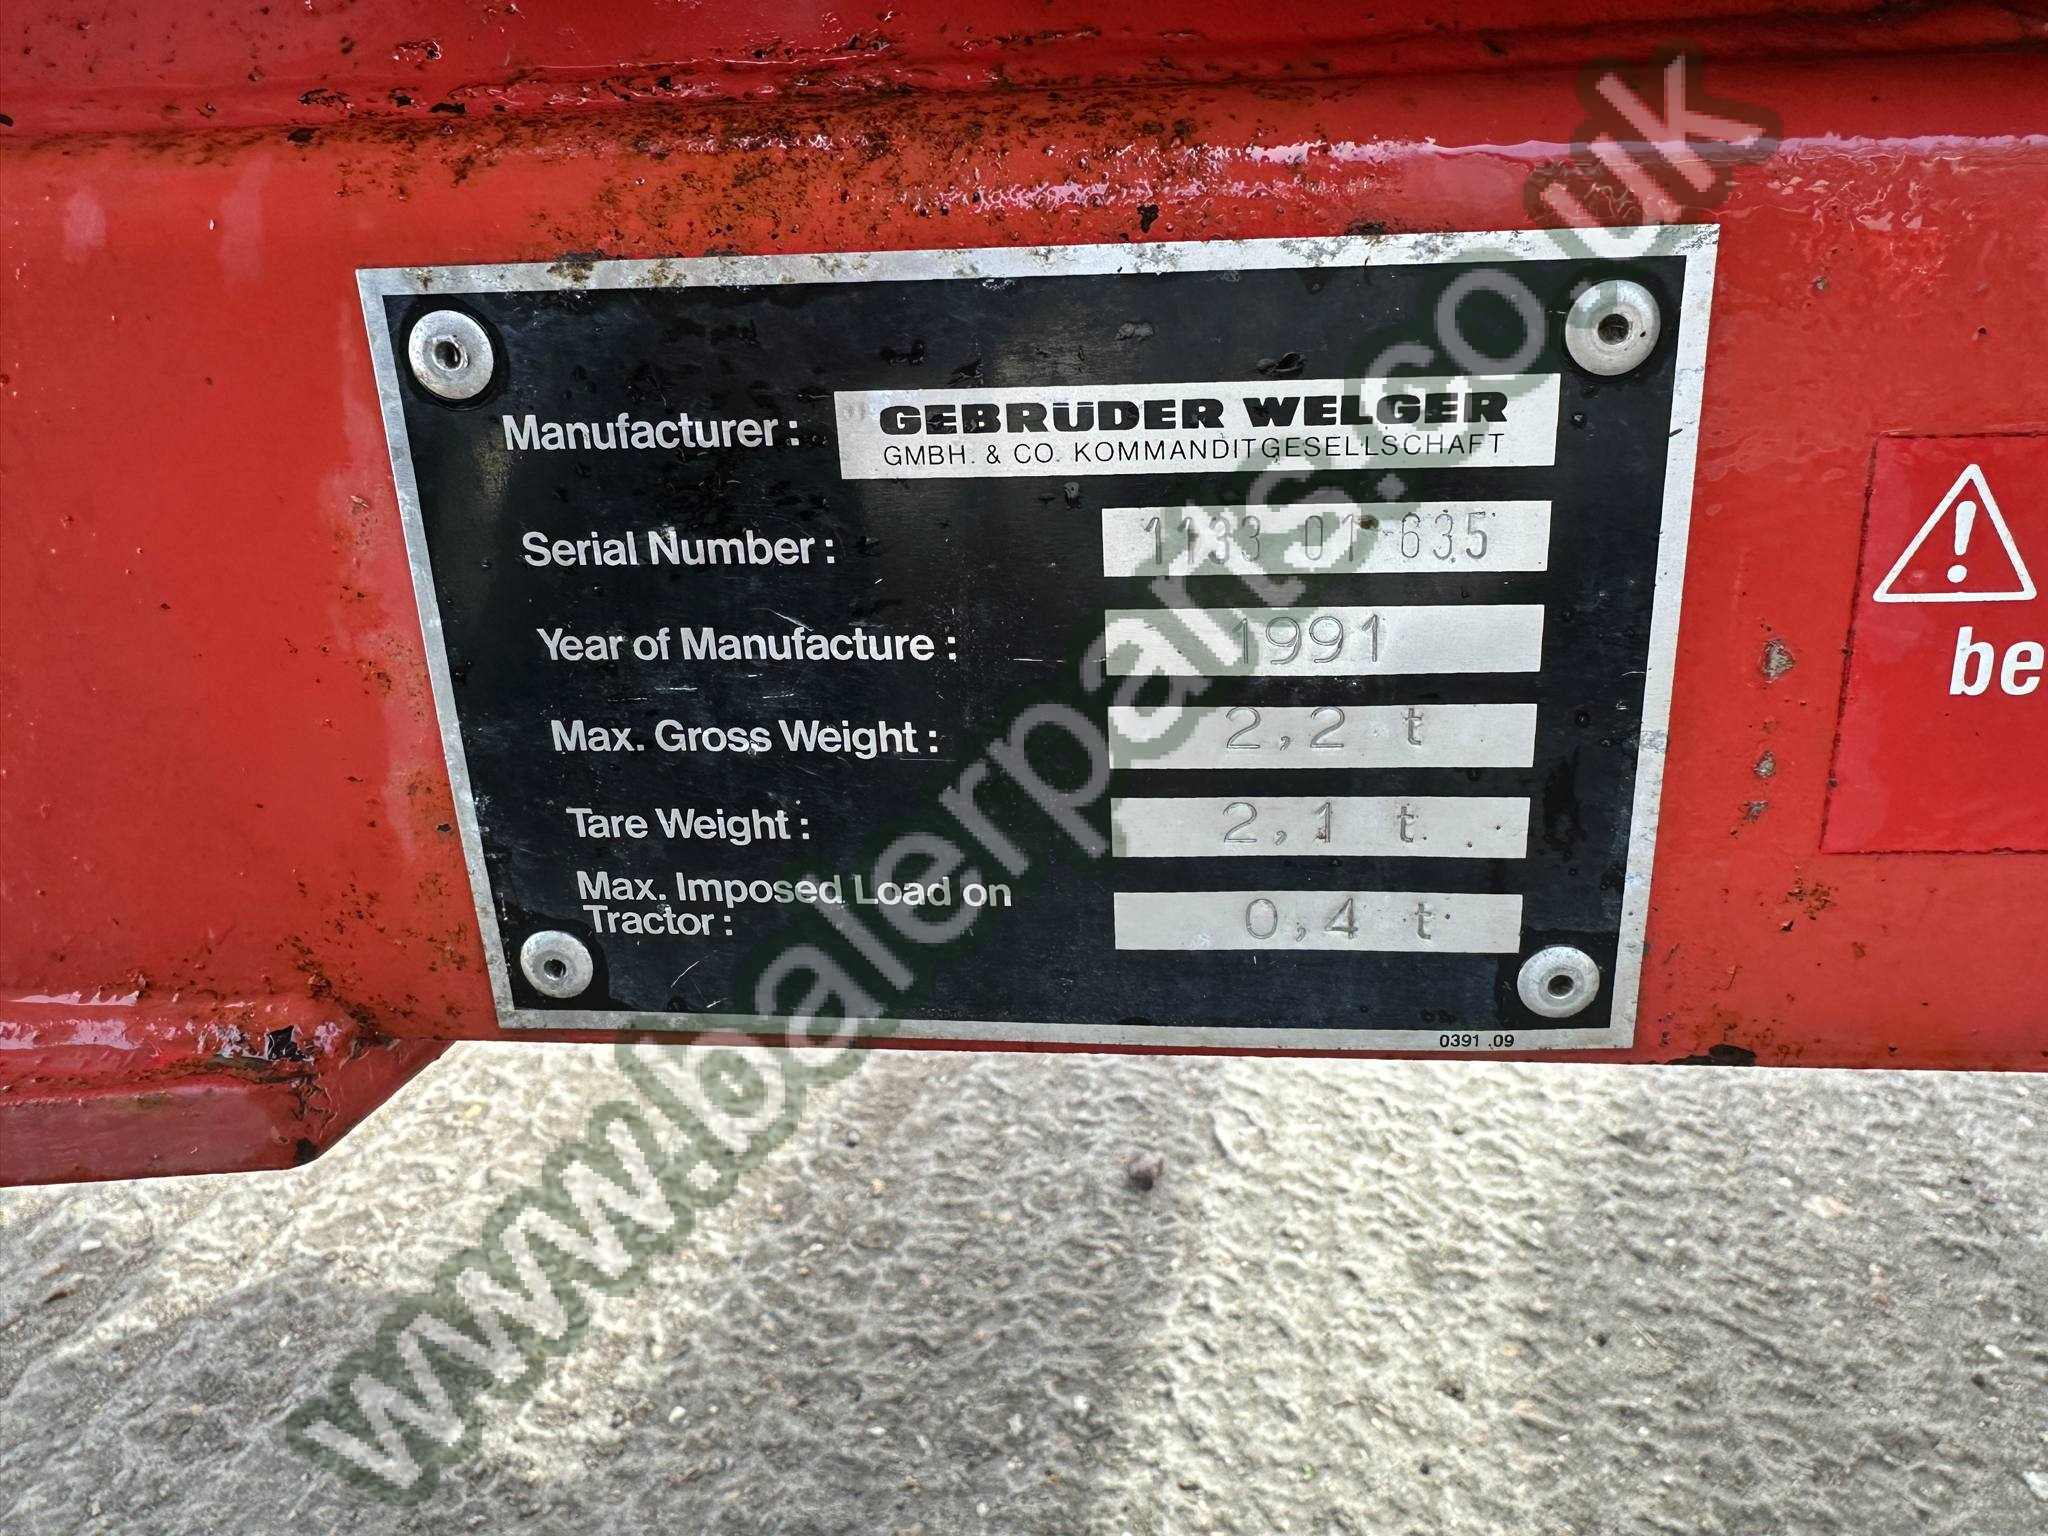 Manufacturer : GEBRÜDER WELGER
GMBH. & CO. KOMMANDITGESELLSCHAFT
Serial Number : 1133 01 635
Year of Manufacture : 1991
Max. Gross Weight : 2,2 t
Tare Weight : 2,1 t
Max. Imposed Load on
Tractor : 0,4 t
0391 .09
be
www.balerparts.co.uk